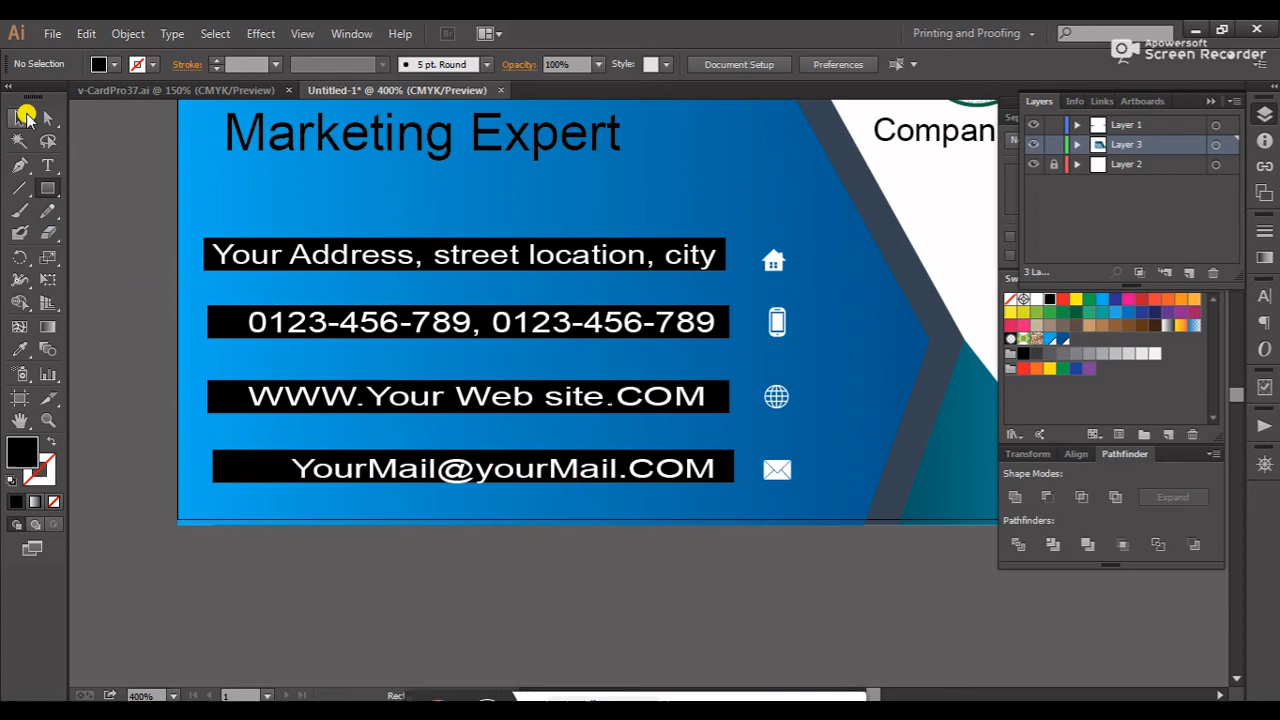 Ai File Edit Object Type Select Effect View Window Help Br Printing and Proofing
Apowersoft
Screen Recorder
No Selection Stroke: 5 pt. Round Opacity: 100% Style: Document Setup Preferences
v-CardPro37.ai @ 150% (CMYK/Preview) × Untitled-1* @ 400% (CMYK/Preview) ×
Layers Info Links Artboards
Layer 1
Layer 3
Layer 2
3 La...
Marketing Expert
Compan
Your Address, street location, city
0123-456-789, 0123-456-789
WWW.Your Web site.COM
YourMail@yourMail.COM
Transform Align Pathfinder
Shape Modes:
Expand
Pathfinders:
400% 1 Rect